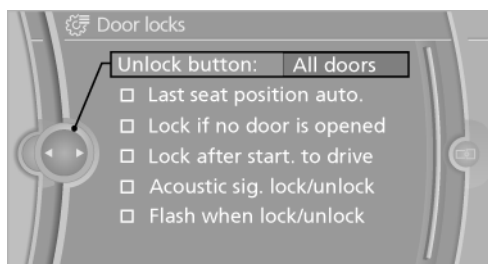 Door locks
Unlock button: All doors
Last seat position auto.
Lock if no door is opened
Lock after start. to drive
Acoustic sig. lock/unlock
Flash when lock/unlock